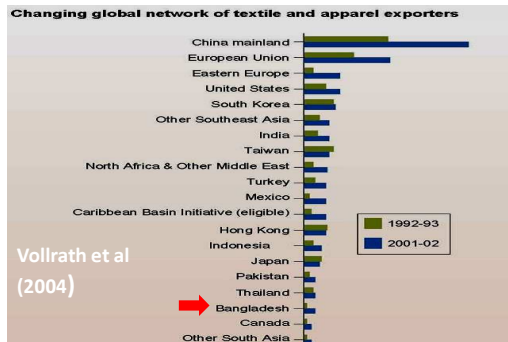 Changing global network of textile and apparel exporters
China mainland
European Union
Eastern Europe
United States
South Korea
Other Southeast Asia
India
Taiwan
North Africa & Other Middle East
Turkey
Mexico
Caribbean Basin Initiative (eligible)
Hong Kong
Indonesia
Japan
Pakistan
Thailand
Bangladesh
Canada
Other South Asia
1992-93
2001-02
Vollrath et al
(2004)